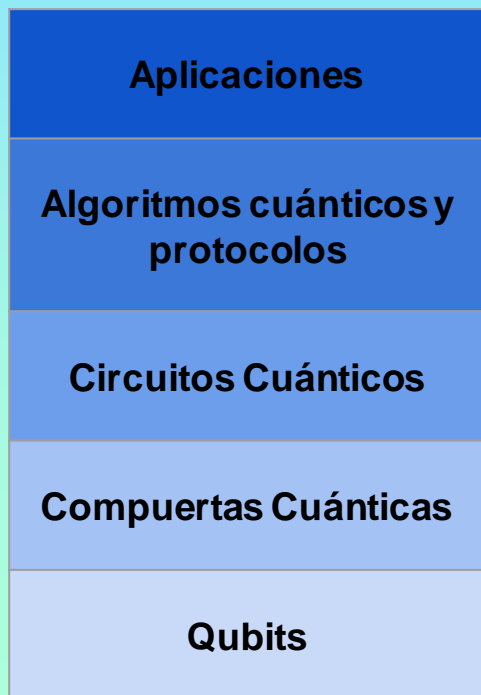 Aplicaciones
Algoritmos cuánticos y
protocolos
Circuitos Cuánticos
Compuertas Cuánticas
Qubits